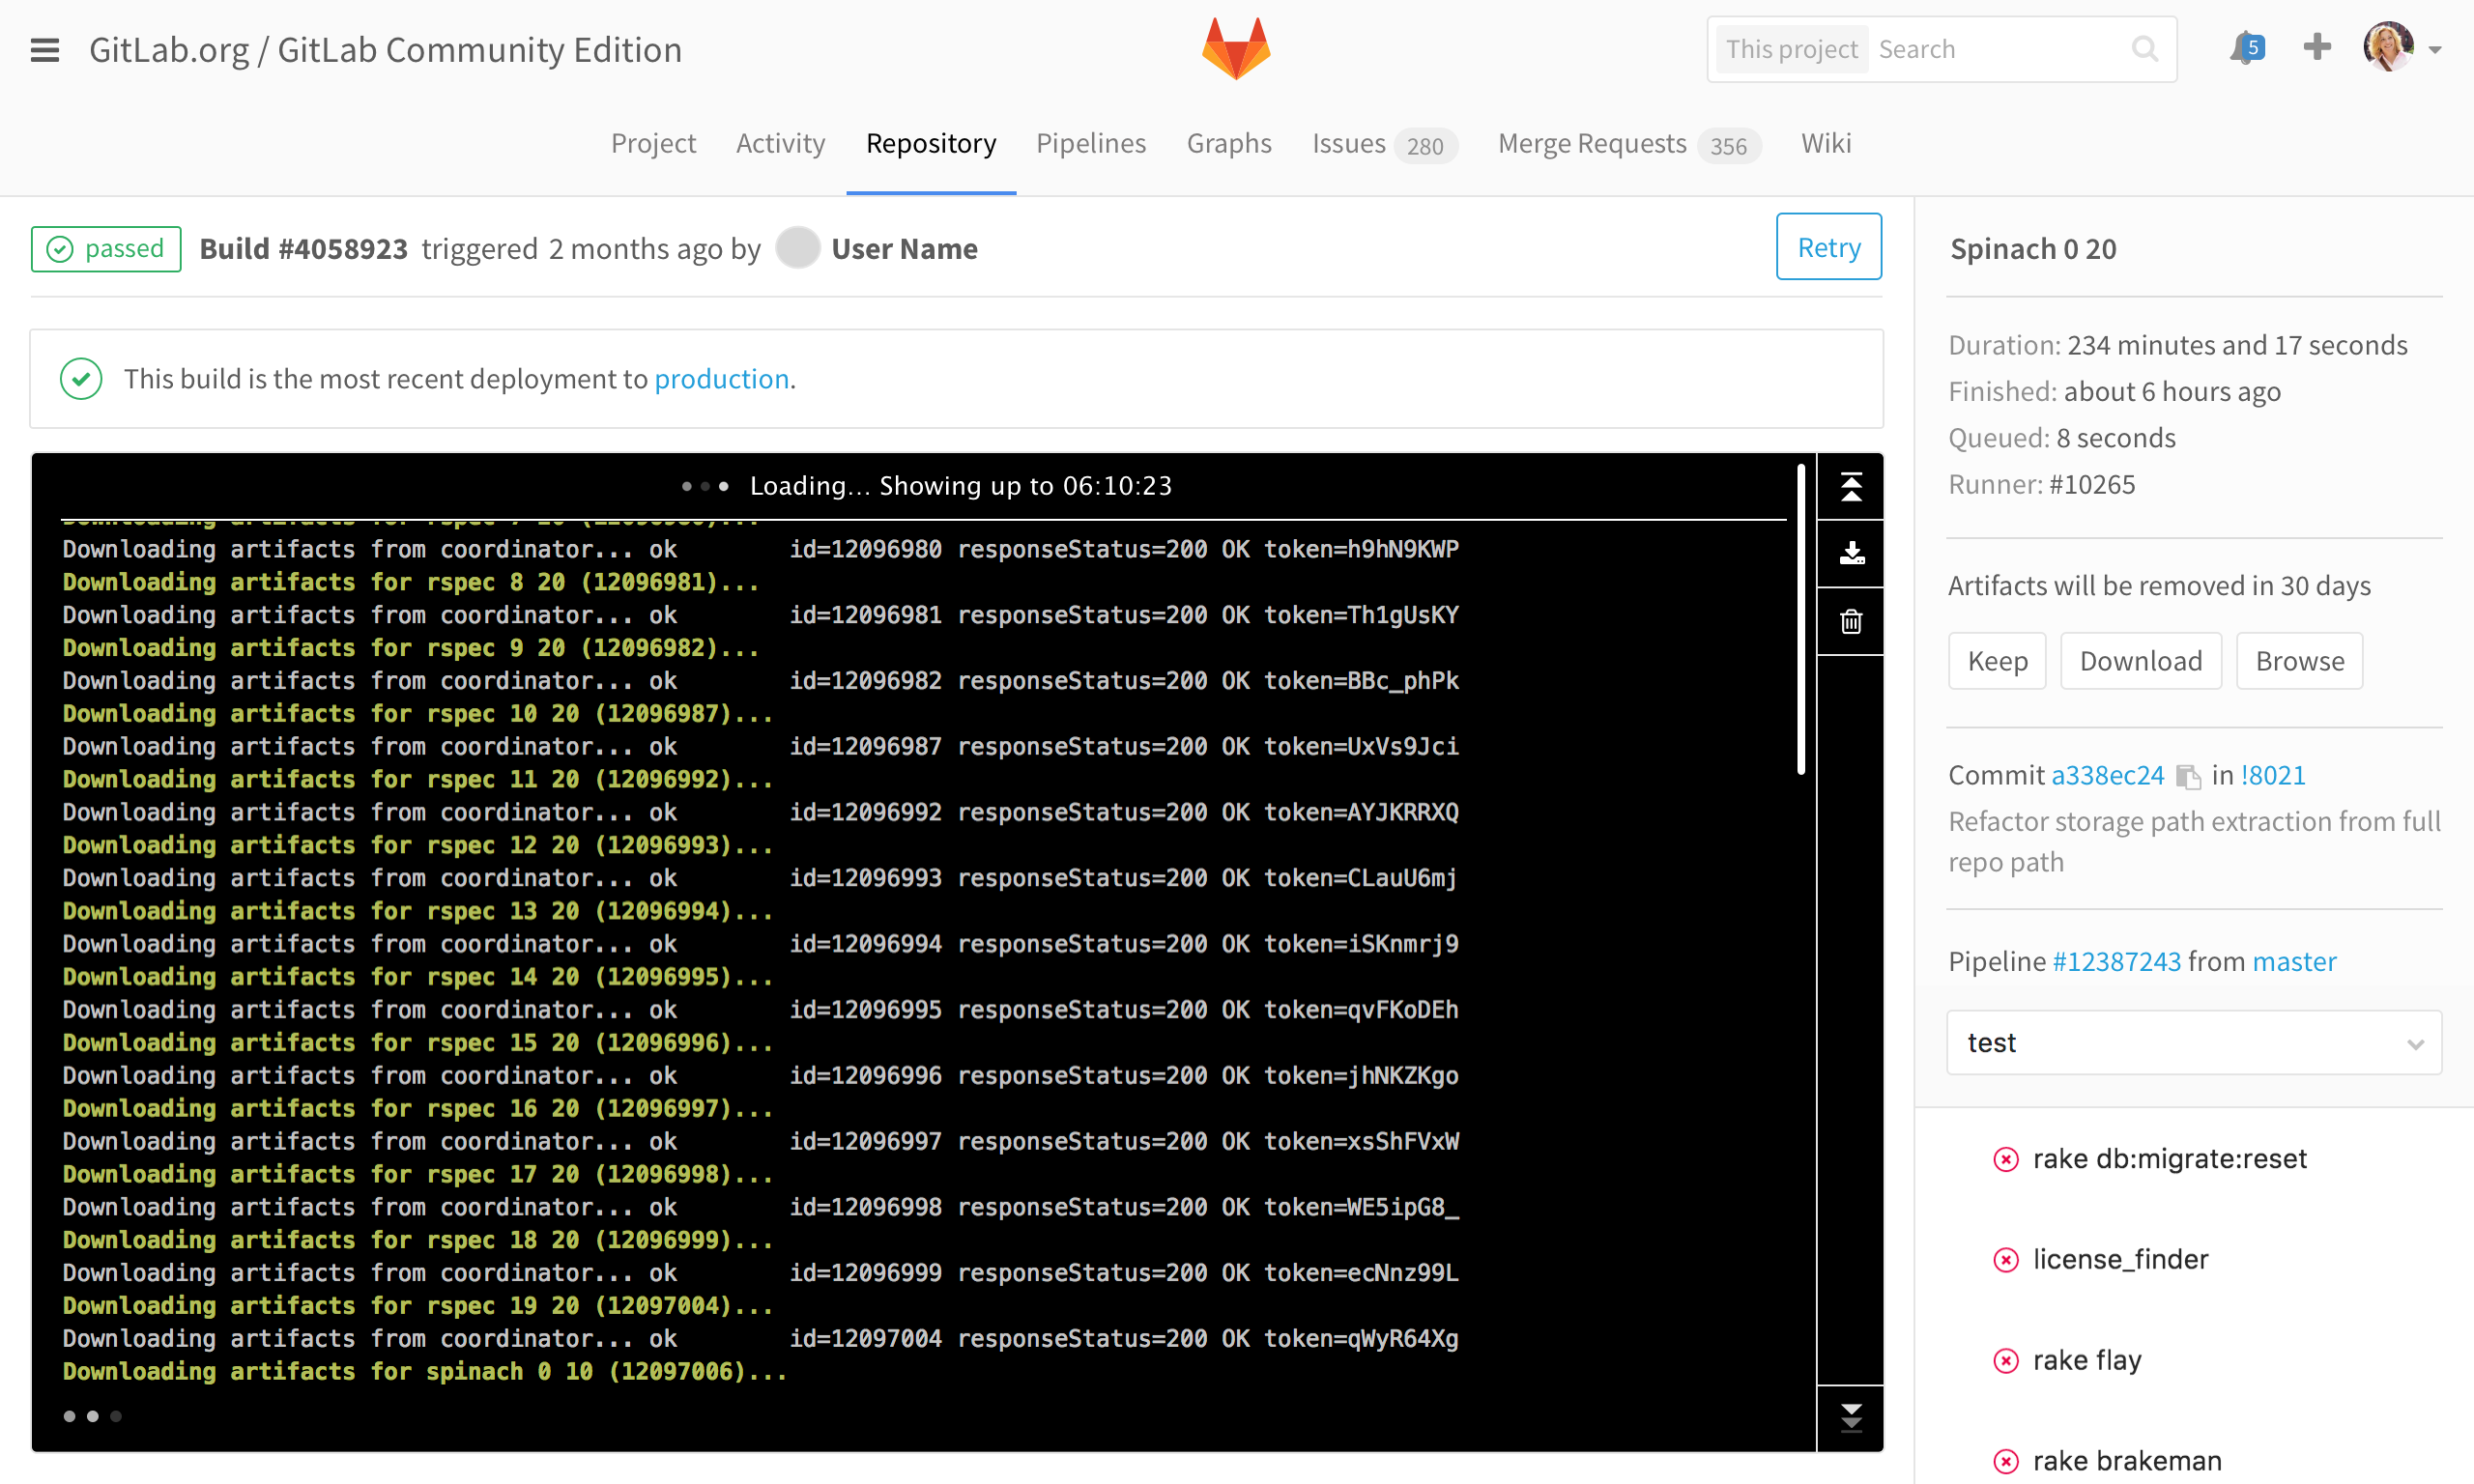 GitLab.org / GitLab Community Edition
This project Search
5
Project Activity Repository Pipelines Graphs Issues 280 Merge Requests 356 Wiki
passed Build #4058923 triggered 2 months ago by User Name
Retry
This build is the most recent deployment to production.
Loading... Showing up to 06:10:23
Downloading artifacts from coordinator... ok id=12096980 responseStatus=200 OK token=h9hN9KWP
Downloading artifacts for rspec 8 20 (12096981)...
Downloading artifacts from coordinator... ok id=12096981 responseStatus=200 OK token=Th1gUsKY
Downloading artifacts for rspec 9 20 (12096982)...
Downloading artifacts from coordinator... ok id=12096982 responseStatus=200 OK token=BBc_phPk
Downloading artifacts for rspec 10 20 (12096987)...
Downloading artifacts from coordinator... ok id=12096987 responseStatus=200 OK token=UxVs9Jci
Downloading artifacts for rspec 11 20 (12096992)...
Downloading artifacts from coordinator... ok id=12096992 responseStatus=200 OK token=AYJKRRXQ
Downloading artifacts for rspec 12 20 (12096993)...
Downloading artifacts from coordinator... ok id=12096993 responseStatus=200 OK token=CLauU6mj
Downloading artifacts for rspec 13 20 (12096994)...
Downloading artifacts from coordinator... ok id=12096994 responseStatus=200 OK token=iSKnmrj9
Downloading artifacts for rspec 14 20 (12096995)...
Downloading artifacts from coordinator... ok id=12096995 responseStatus=200 OK token=qvFKoDEh
Downloading artifacts for rspec 15 20 (12096996)...
Downloading artifacts from coordinator... ok id=12096996 responseStatus=200 OK token=jhNKZKgo
Downloading artifacts for rspec 16 20 (12096997)...
Downloading artifacts from coordinator... ok id=12096997 responseStatus=200 OK token=xsShFVxW
Downloading artifacts for rspec 17 20 (12096998)...
Downloading artifacts from coordinator... ok id=12096998 responseStatus=200 OK token=WE5ipG8_
Downloading artifacts for rspec 18 20 (12096999)...
Downloading artifacts from coordinator... ok id=12096999 responseStatus=200 OK token=ecNnz99L
Downloading artifacts for rspec 19 20 (12097004)...
Downloading artifacts from coordinator... ok id=12097004 responseStatus=200 OK token=qWyR64Xg
Downloading artifacts for spinach 0 10 (12097006)...
Spinach 0 20
Duration: 234 minutes and 17 seconds
Finished: about 6 hours ago
Queued: 8 seconds
Runner: #10265
Artifacts will be removed in 30 days
Keep Download Browse
Commit a338ec24 in !8021
Refactor storage path extraction from full
repo path
Pipeline #12387243 from master
test
rake db:migrate:reset
license_finder
rake flay
rake brakeman